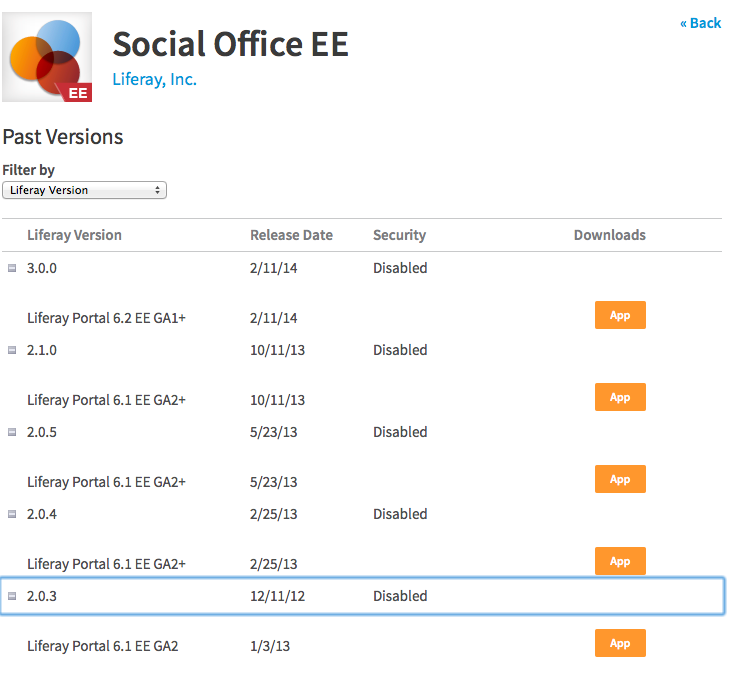 « Back
Social Office EE
Liferay, Inc.
EE
Past Versions
Filter by
Liferay Version
Liferay Version Release Date Security Downloads
3.0.0 2/11/14 Disabled
Liferay Portal 6.2 EE GA1+ 2/11/14 App
2.1.0 10/11/13 Disabled
Liferay Portal 6.1 EE GA2+ 10/11/13 App
2.0.5 5/23/13 Disabled
Liferay Portal 6.1 EE GA2+ 5/23/13 App
2.0.4 2/25/13 Disabled
Liferay Portal 6.1 EE GA2+ 2/25/13 App
2.0.3 12/11/12 Disabled
Liferay Portal 6.1 EE GA2 1/3/13 App